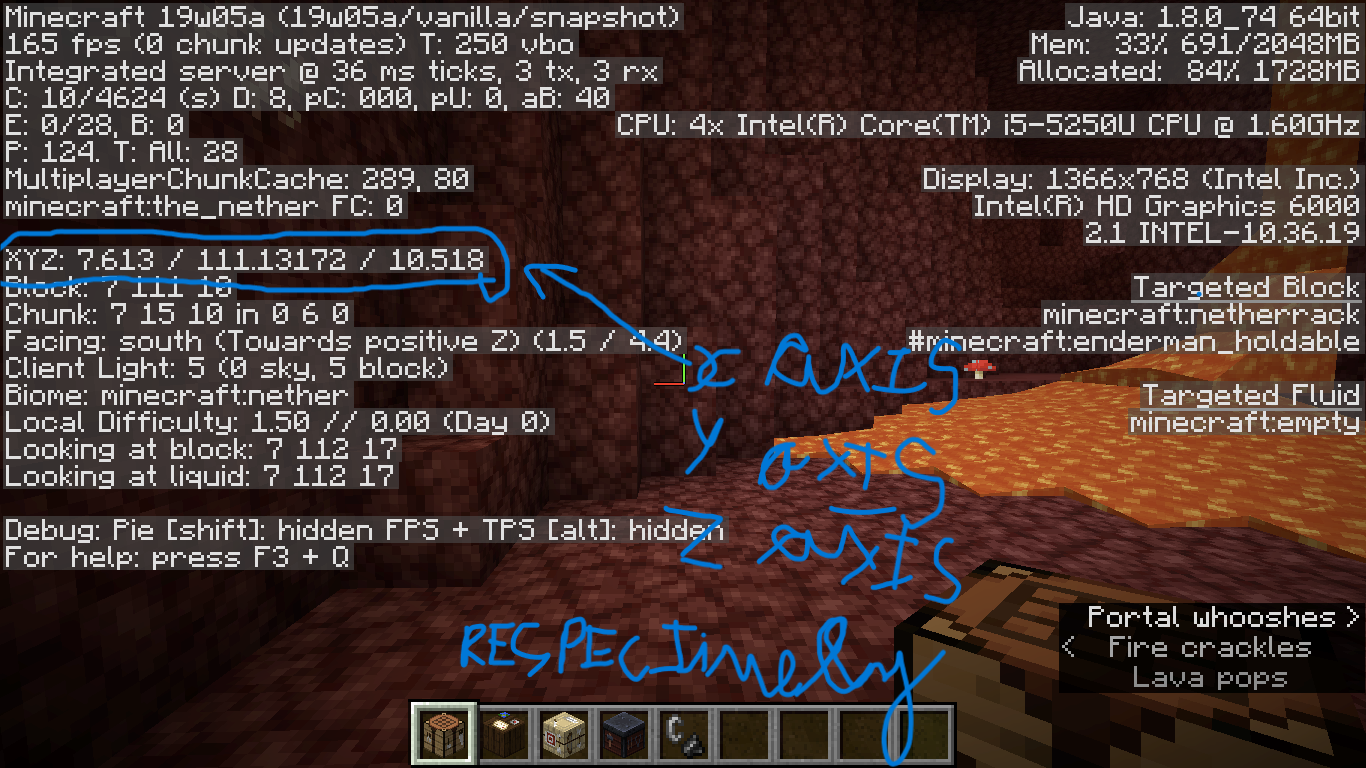 Minecraft 19w05a (19w05a/vanilla/snapshot)
165 fps (0 chunk updates) T: 250 vbo
Integrated server @ 36 ms ticks, 3 tx, 3 rx
C: 10/4624 (s) D: 8, pC: 000, pU: 0, aB: 40
E: 0/28, B: 0
P: 124. T: All: 28
MultiplayerChunkCache: 289, 80
minecraft:the_nether FC: 0
XYZ: 7.613 / 111.13172 / 10.518
Block: 7 111 10
Chunk: 7 15 10 in 0 6 0
Facing: south (Towards positive Z) (1.5 / 4.4)
Client Light: 5 (0 sky, 5 block)
Biome: minecraft:nether
Local Difficulty: 1.50 // 0.00 (Day 0)
Looking at block: 7 112 17
Looking at liquid: 7 112 17
Debug: Pie [shift]: hidden FPS + TPS [alt]: hidden
For help: press F3 + Q
Java: 1.8.0_74 64bit
Mem: 33% 691/2048MB
Allocated: 84% 1728MB
CPU: 4x Intel(R) Core(TM) i5-5250U CPU @ 1.60GHz
Display: 1366x768 (Intel Inc.)
Intel(R) HD Graphics 6000
2.1 INTEL-10.36.19
Targeted Block
minecraft:netherrack
#minecraft:enderman_holdable
Targeted Fluid
minecraft:empty
x axis
y axis
Z axis
RESPECTively
Portal whooshes >
< Fire crackles
Lava pops